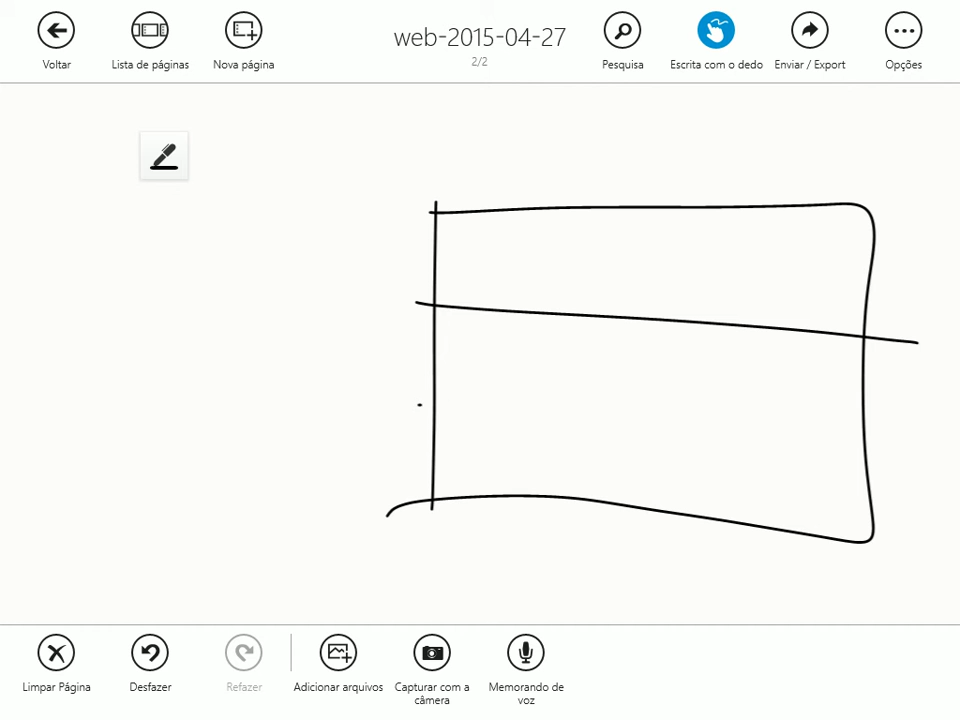 web-2015-04-27
2/2
Voltar
Lista de páginas
Nova página
Pesquisa
Escrita com o dedo
Enviar / Export
Opções
Limpar Página
Desfazer
Refazer
Adicionar arquivos
Capturar com a
câmera
Memorando de
voz